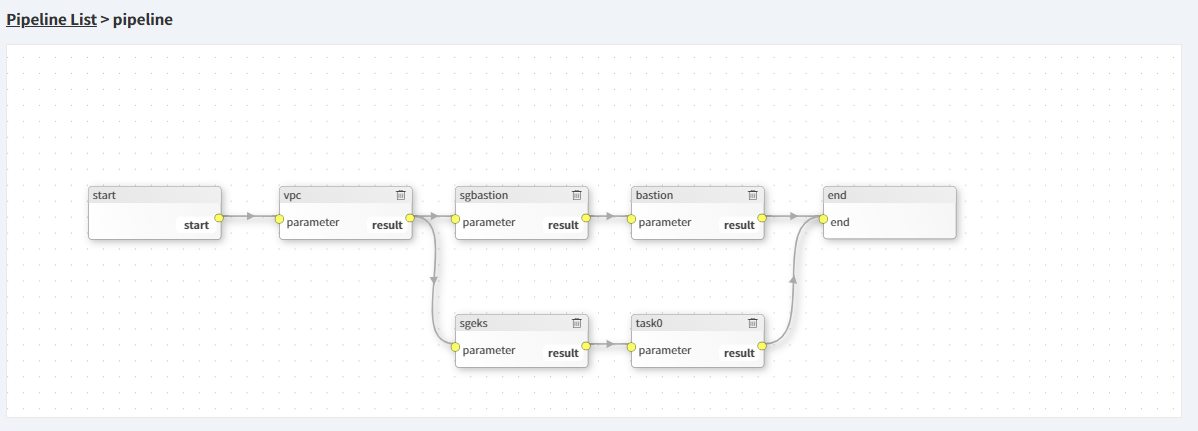 Pipeline List > pipeline
start
start
vpc
parameter
result
sgbastion
parameter
result
bastion
parameter
result
end
end
sgeks
parameter
result
task0
parameter
result